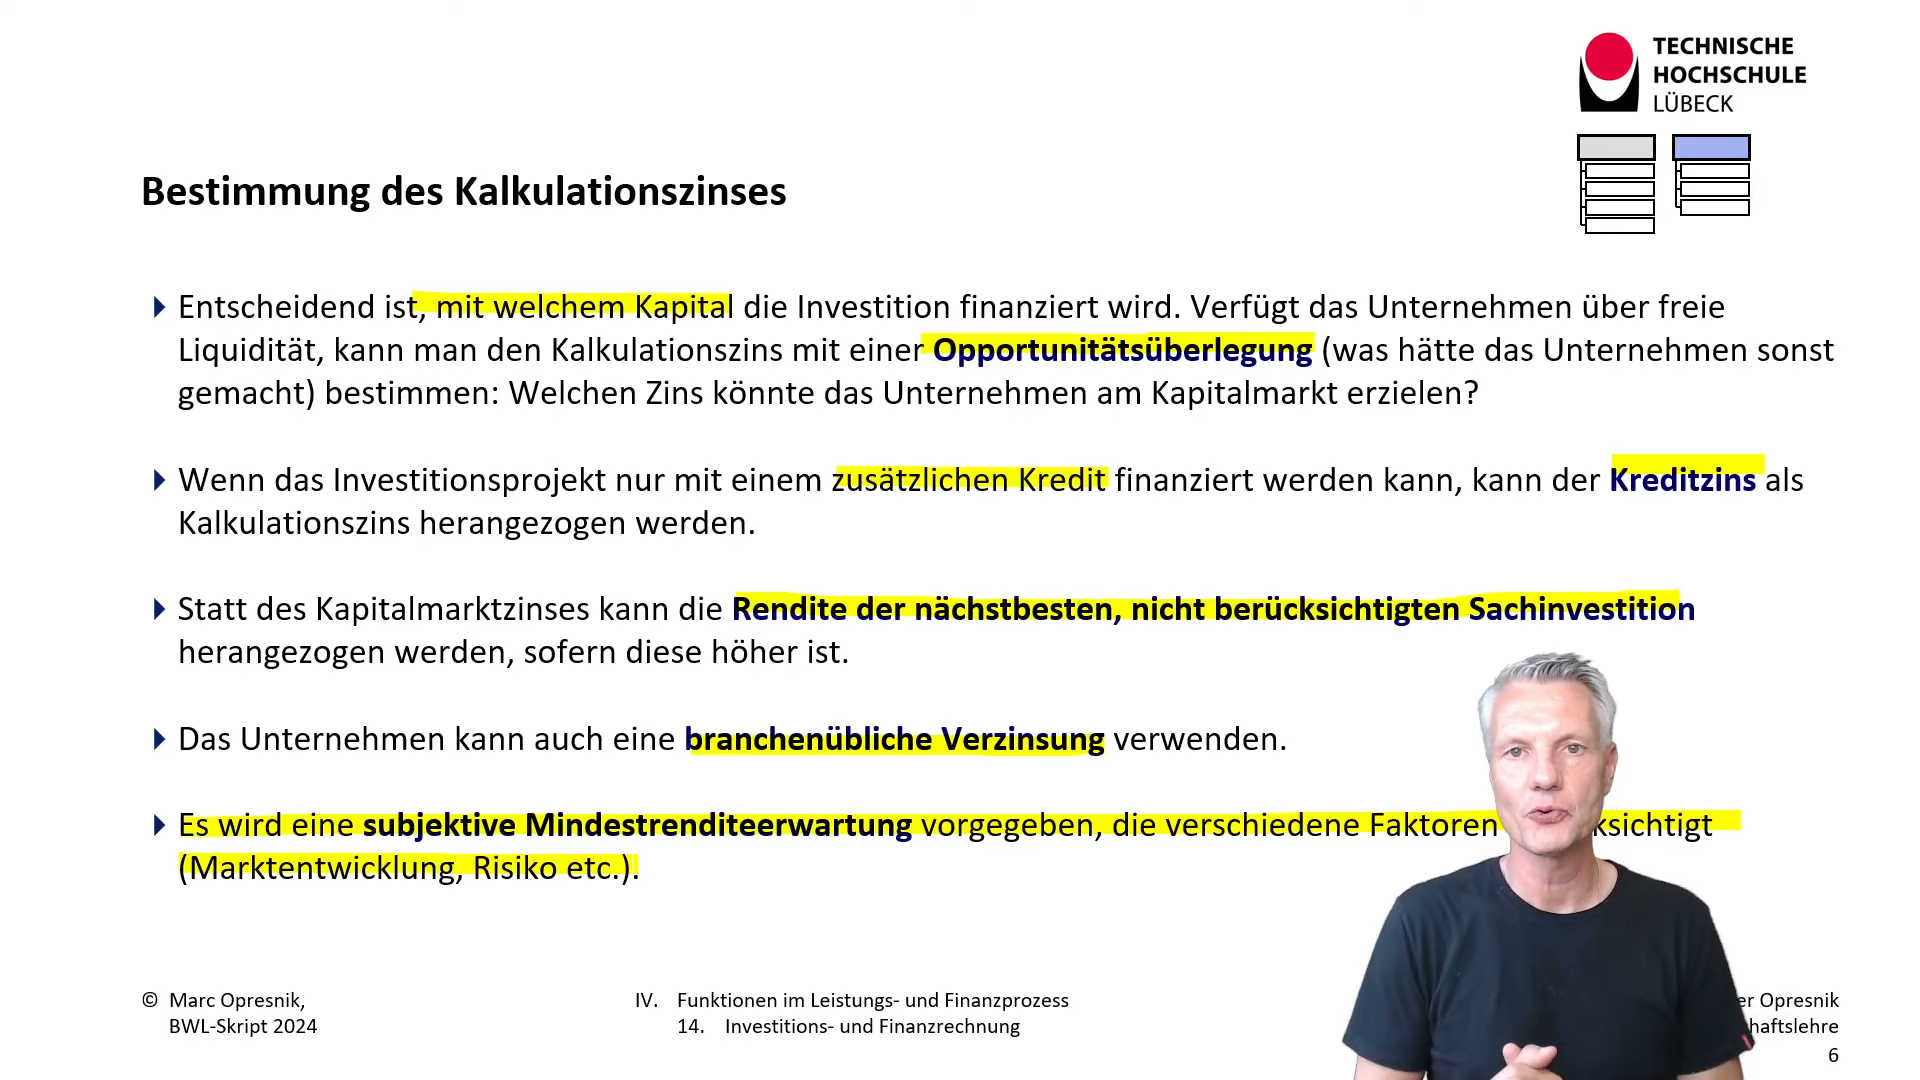 TECHNISCHE
HOCHSCHULE
LÜBECK
Bestimmung des Kalkulationszinses
Entscheidend ist, mit welchem Kapital die Investition finanziert wird. Verfügt das Unternehmen über freie
Liquidität, kann man den Kalkulationszins mit einer Opportunitätsüberlegung (was hätte das Unternehmen sonst
gemacht) bestimmen: Welchen Zins könnte das Unternehmen am Kapitalmarkt erzielen?
Wenn das Investitionsprojekt nur mit einem zusätzlichen Kredit finanziert werden kann, kann der Kreditzins als
Kalkulationszins herangezogen werden.
Statt des Kapitalmarktzinses kann die Rendite der nächstbesten, nicht berücksichtigten Sachinvestition
herangezogen werden, sofern diese höher ist.
Das Unternehmen kann auch eine branchenübliche Verzinsung verwenden.
Es wird eine subjektive Mindestrenditeerwartung vorgegeben, die verschiedene Faktoren ksichtigt
(Marktentwicklung, Risiko etc.).
© Marc Opresnik,
BWL-Skript 2024
IV. Funktionen im Leistungs- und Finanzprozess
14. Investitions- und Finanzrechnung
er Opresnik
haftslehre
6